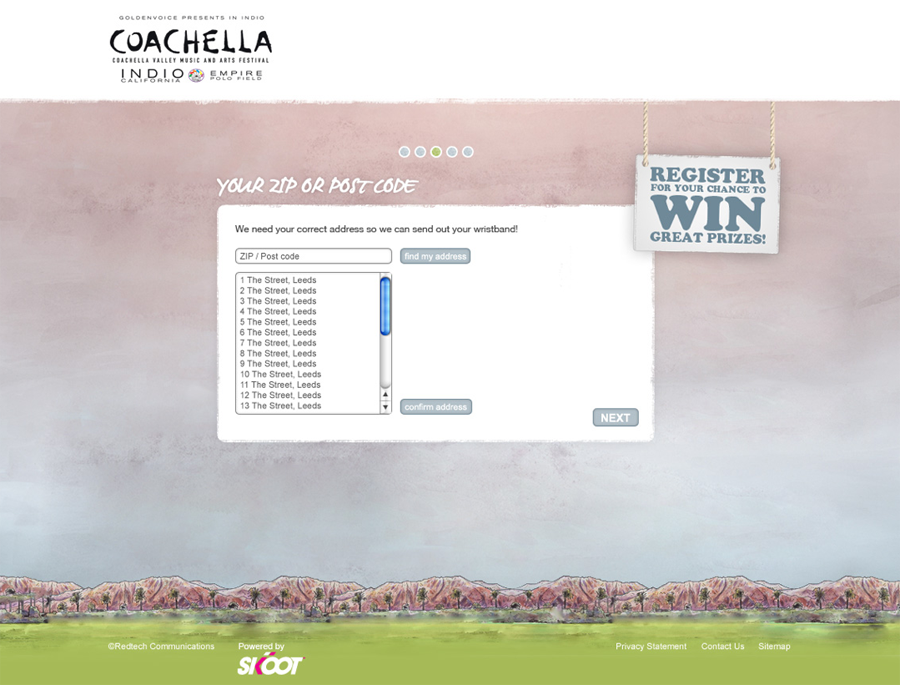 GOLDENVOICE PRESENTS IN INDIO
COACHELLA
COACHELLA VALLEY MUSIC AND ARTS FESTIVAL
INDIO
CALIFORNIA
EMPIRE
POLO FIELD
REGISTER
FOR YOUR CHANCE TO
WIN
GREAT PRIZES!
YOUR ZIP OR POST CODE
We need your correct address so we can send out your wristband!
ZIP / Post code
find my address
1 The Street, Leeds
2 The Street, Leeds
3 The Street, Leeds
4 The Street, Leeds
5 The Street, Leeds
6 The Street, Leeds
7 The Street, Leeds
8 The Street, Leeds
9 The Street, Leeds
10 The Street, Leeds
11 The Street, Leeds
12 The Street, Leeds
13 The Street, Leeds
confirm address
NEXT
©Redtech Communications
Powered by
SKOOT
Privacy Statement
Contact Us
Sitemap